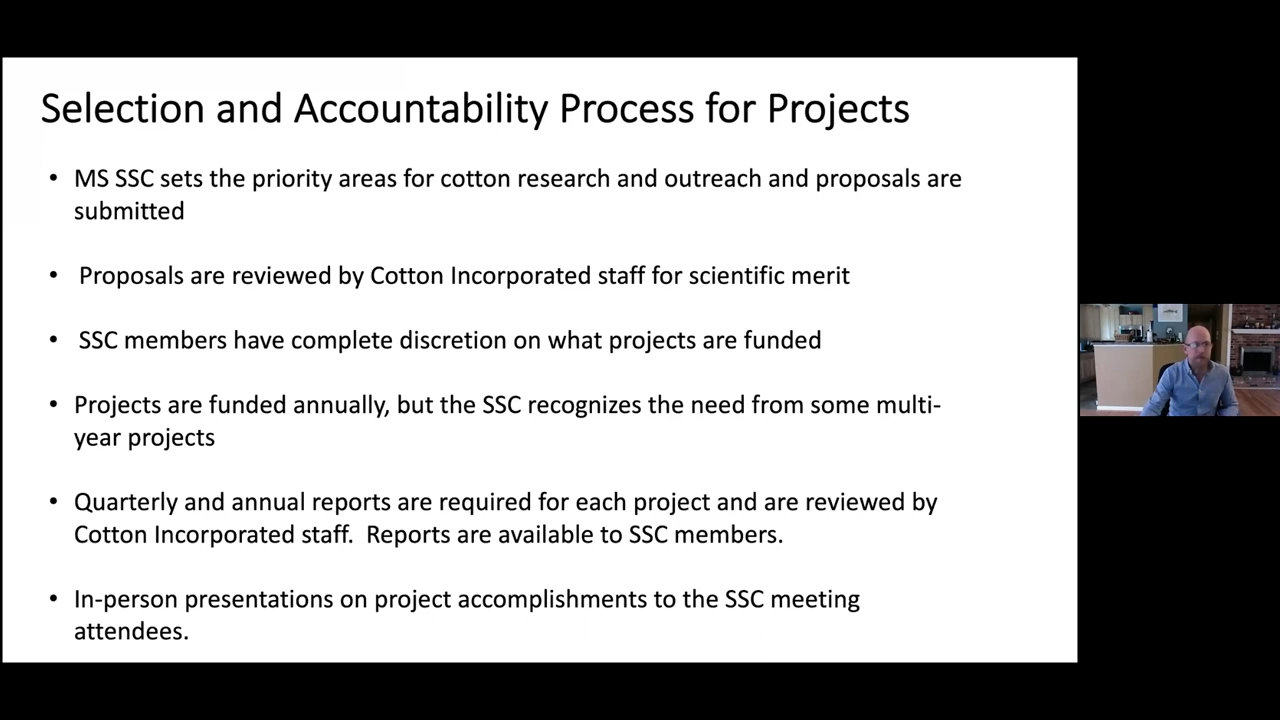 Selection and Accountability Process for Projects
• MS SSC sets the priority areas for cotton research and outreach and proposals are
submitted
• Proposals are reviewed by Cotton Incorporated staff for scientific merit
• SSC members have complete discretion on what projects are funded
• Projects are funded annually, but the SSC recognizes the need from some multi-
year projects
• Quarterly and annual reports are required for each project and are reviewed by
Cotton Incorporated staff.  Reports are available to SSC members.
• In-person presentations on project accomplishments to the SSC meeting
attendees.